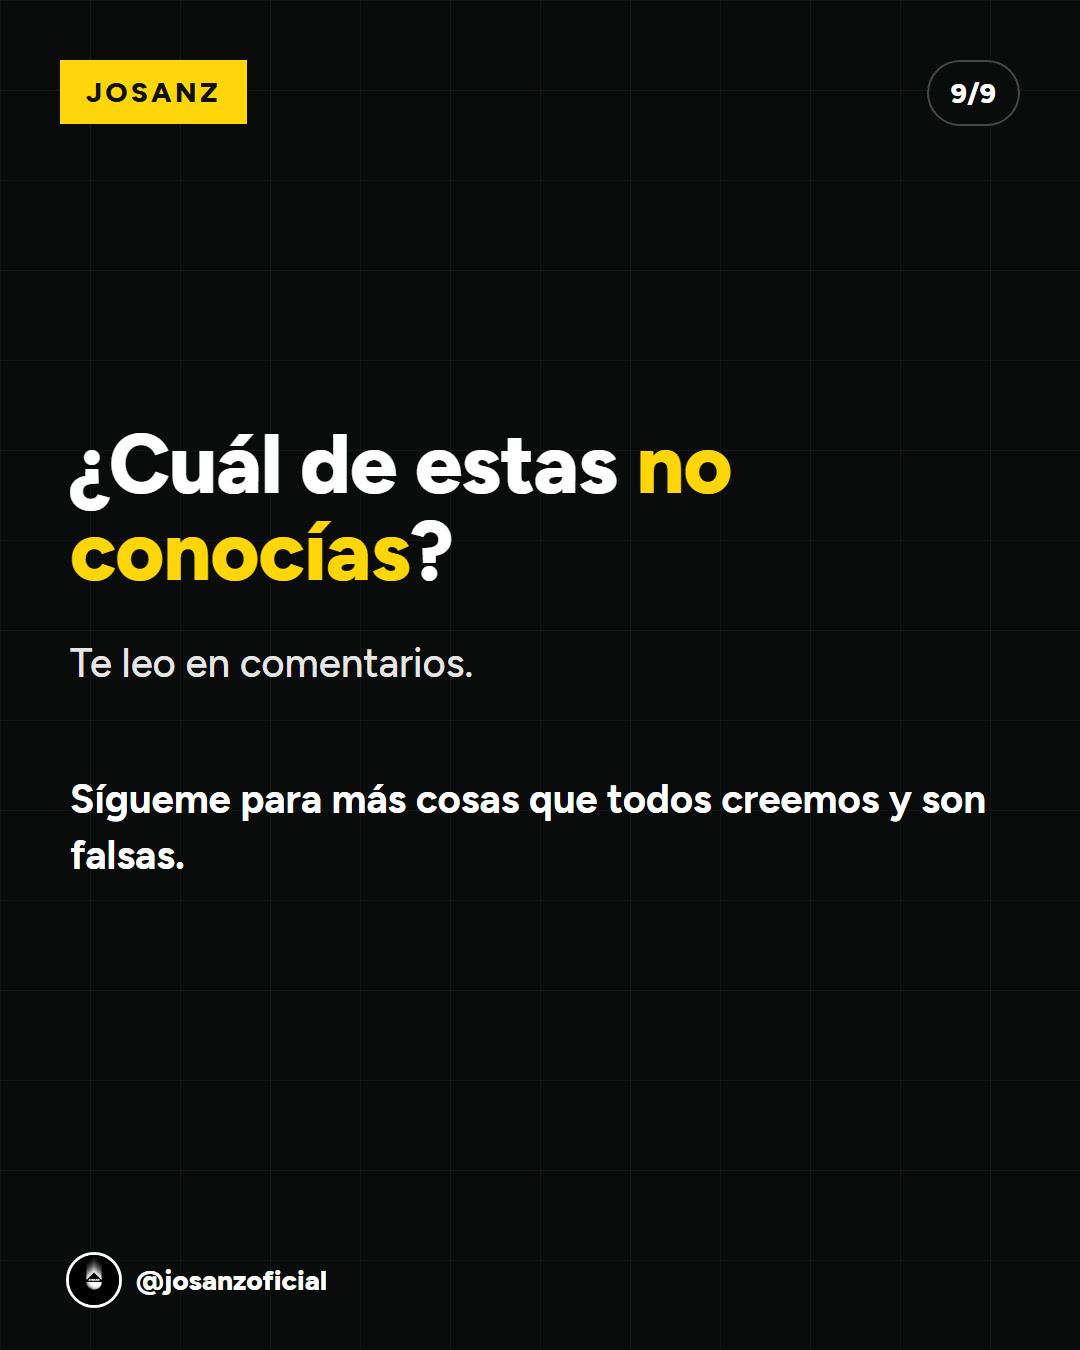 JOSANZ
9/9
¿Cuál de estas no
conocías?
Te leo en comentarios.
Sígueme para más cosas que todos creemos y son
falsas.
@josanzoficial